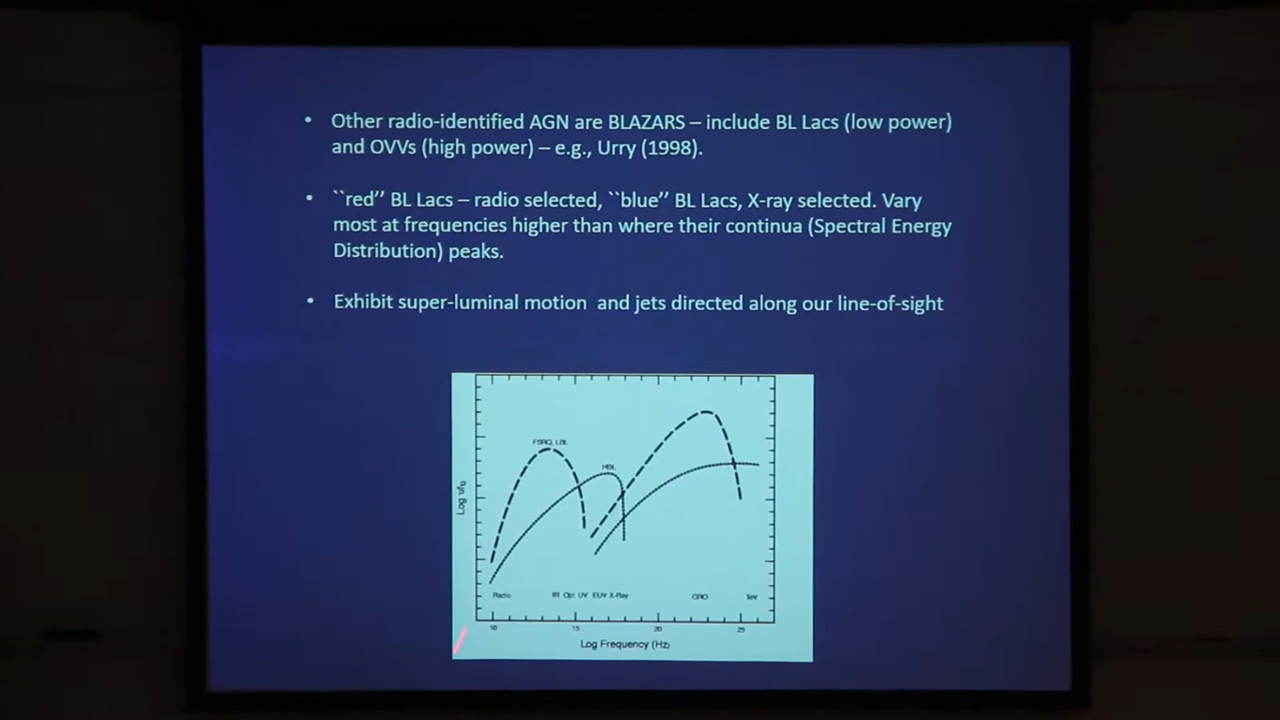 • Other radio-identified AGN are BLAZARS – include BL Lacs (low power)
and OVVs (high power) – e.g., Urry (1998).
• ``red’’ BL Lacs – radio selected, ``blue’’ BL Lacs, X-ray selected. Vary
most at frequencies higher than where their continua (Spectral Energy
Distribution) peaks.
• Exhibit super-luminal motion and jets directed along our line-of-sight
FSRQ, LBL
HBL
Log νfν
Radio IR Opt UV EUV X-Ray GRO TeV
10 15 20 25
Log Frequency (Hz)